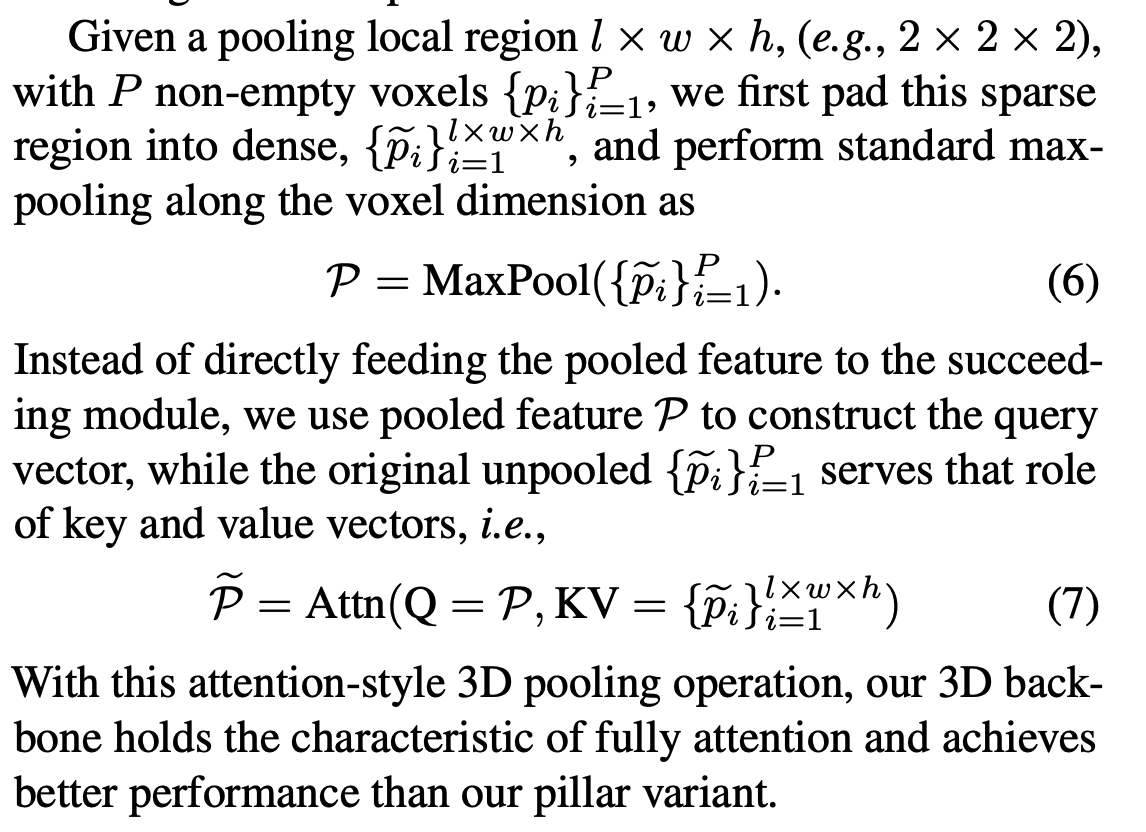 Given a pooling local region $l \times w \times h$, (e.g., $2 \times 2 \times 2$),
with $P$ non-empty voxels $\{p_i\}_{i=1}^{P}$, we first pad this sparse
region into dense, $\{\widetilde{p}_i\}_{i=1}^{l \times w \times h}$, and perform standard max-
pooling along the voxel dimension as
$\mathcal{P} = \text{MaxPool}(\{\widetilde{p}_i\}_{i=1}^{P}).$ (6)
Instead of directly feeding the pooled feature to the succeed-
ing module, we use pooled feature $\mathcal{P}$ to construct the query
vector, while the original unpooled $\{\widetilde{p}_i\}_{i=1}^{P}$ serves that role
of key and value vectors, i.e.,
$\widetilde{\mathcal{P}} = \text{Attn}(\text{Q} = \mathcal{P}, \text{KV} = \{\widetilde{p}_i\}_{i=1}^{l \times w \times h})$ (7)
With this attention-style 3D pooling operation, our 3D back-
bone holds the characteristic of fully attention and achieves
better performance than our pillar variant.